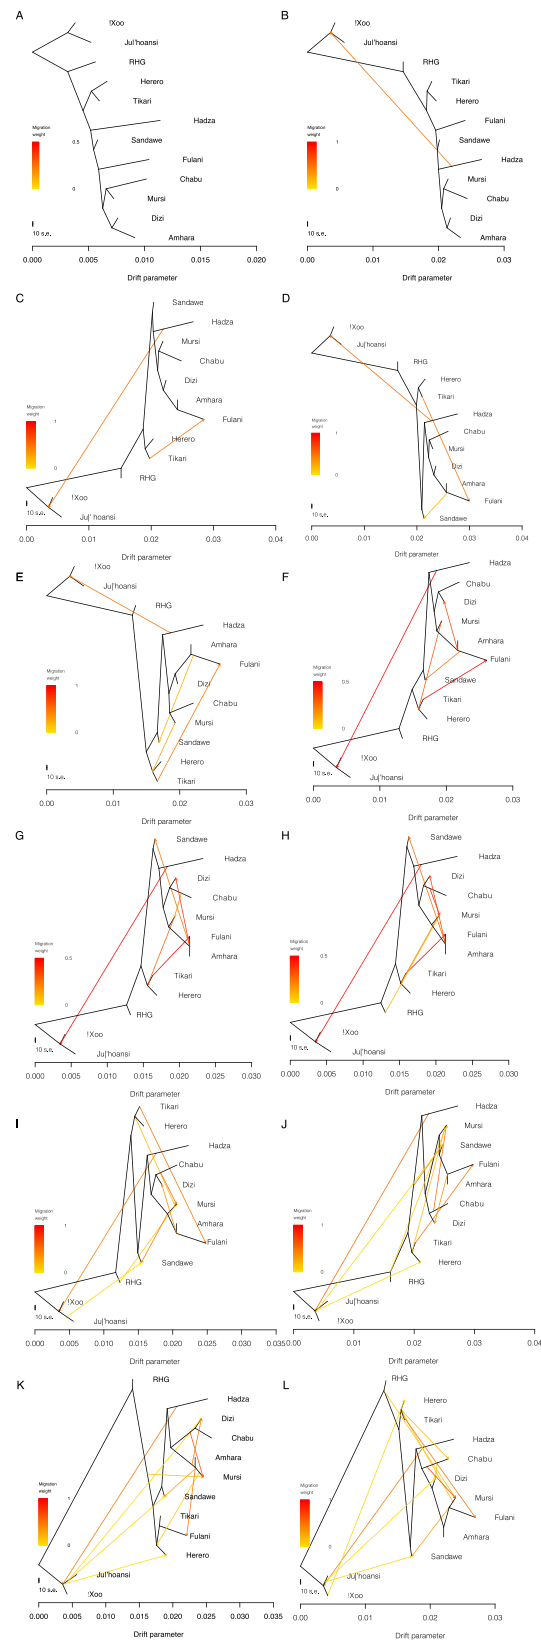 A
!Xoo
Ju|'hoansi
RHG
Herero
Tikari
Hadza
Sandawe
Fulani
Chabu
Mursi
Dizi
Amhara
Migration
weight
0.5
0
10 s.e.
0.000 0.005 0.010 0.015 0.020
Drift parameter
B
!Xoo
Ju|'hoansi
RHG
Tikari
Herero
Fulani
Sandawe
Hadza
Mursi
Chabu
Dizi
Amhara
Migration
weight
1
0
10 s.e.
0.00 0.01 0.02 0.03
Drift parameter
C
Sandawe
Hadza
Mursi
Chabu
Dizi
Amhara
Fulani
Herero
Tikari
RHG
!Xoo
Ju|' hoansi
Migration
weight
1
0
10 s.e.
0.00 0.01 0.02 0.03 0.04
Drift parameter
D
!Xoo
Ju|'hoansi
RHG
Herero
Tikari
Hadza
Chabu
Mursi
Dizi
Amhara
Fulani
Sandawe
Migration
weight
1
0
10 s.e.
0.00 0.01 0.02 0.03 0.04
Drift parameter
E
!Xoo
Ju|'hoansi
RHG
Hadza
Amhara
Fulani
Dizi
Chabu
Mursi
Sandawe
Herero
Tikari
Migration
weight
1
0
10 s.e.
0.00 0.01 0.02 0.03
Drift parameter
F
Hadza
Chabu
Dizi
Mursi
Amhara
Fulani
Sandawe
Tikari
Herero
RHG
!Xoo
Ju|'hoansi
Migration
weight
0.5
0
10 s.e.
0.00 0.01 0.02 0.03
Drift parameter
G
Sandawe
Hadza
Dizi
Chabu
Mursi
Fulani
Amhara
Tikari
Herero
RHG
!Xoo
Ju|'hoansi
Migration
weight
0.5
0
10 s.e.
0.000 0.005 0.010 0.015 0.020 0.025 0.030
Drift parameter
H
Sandawe
Hadza
Dizi
Chabu
Mursi
Fulani
Amhara
Tikari
Herero
RHG
!Xoo
Ju|'hoansi
Migration
weight
0.5
0
10 s.e.
0.000 0.005 0.010 0.015 0.020 0.025 0.030
Drift parameter
I
Tikari
Herero
Hadza
Chabu
Dizi
Mursi
Amhara
Fulani
Sandawe
RHG
!Xoo
Ju|'hoansi
Migration
weight
1
0
10 s.e.
0.000 0.005 0.010 0.015 0.020 0.025 0.030 0.035
Drift parameter
J
Hadza
Mursi
Sandawe
Fulani
Amhara
Chabu
Dizi
Tikari
Herero
RHG
Ju|'hoansi
!Xoo
Migration
weight
1
0
10 s.e.
0.00 0.01 0.02 0.03 0.04
Drift parameter
K
RHG
Hadza
Dizi
Chabu
Amhara
Mursi
Sandawe
Tikari
Fulani
Herero
Ju|'hoansi
!Xoo
Migration
weight
1
0
10 s.e.
0.000 0.005 0.010 0.015 0.020 0.025 0.030 0.035
Drift parameter
L
RHG
Herero
Tikari
Hadza
Chabu
Dizi
Mursi
Fulani
Amhara
Sandawe
Ju|'hoansi
!Xoo
Migration
weight
1
0
10 s.e.
0.00 0.01 0.02 0.03
Drift parameter